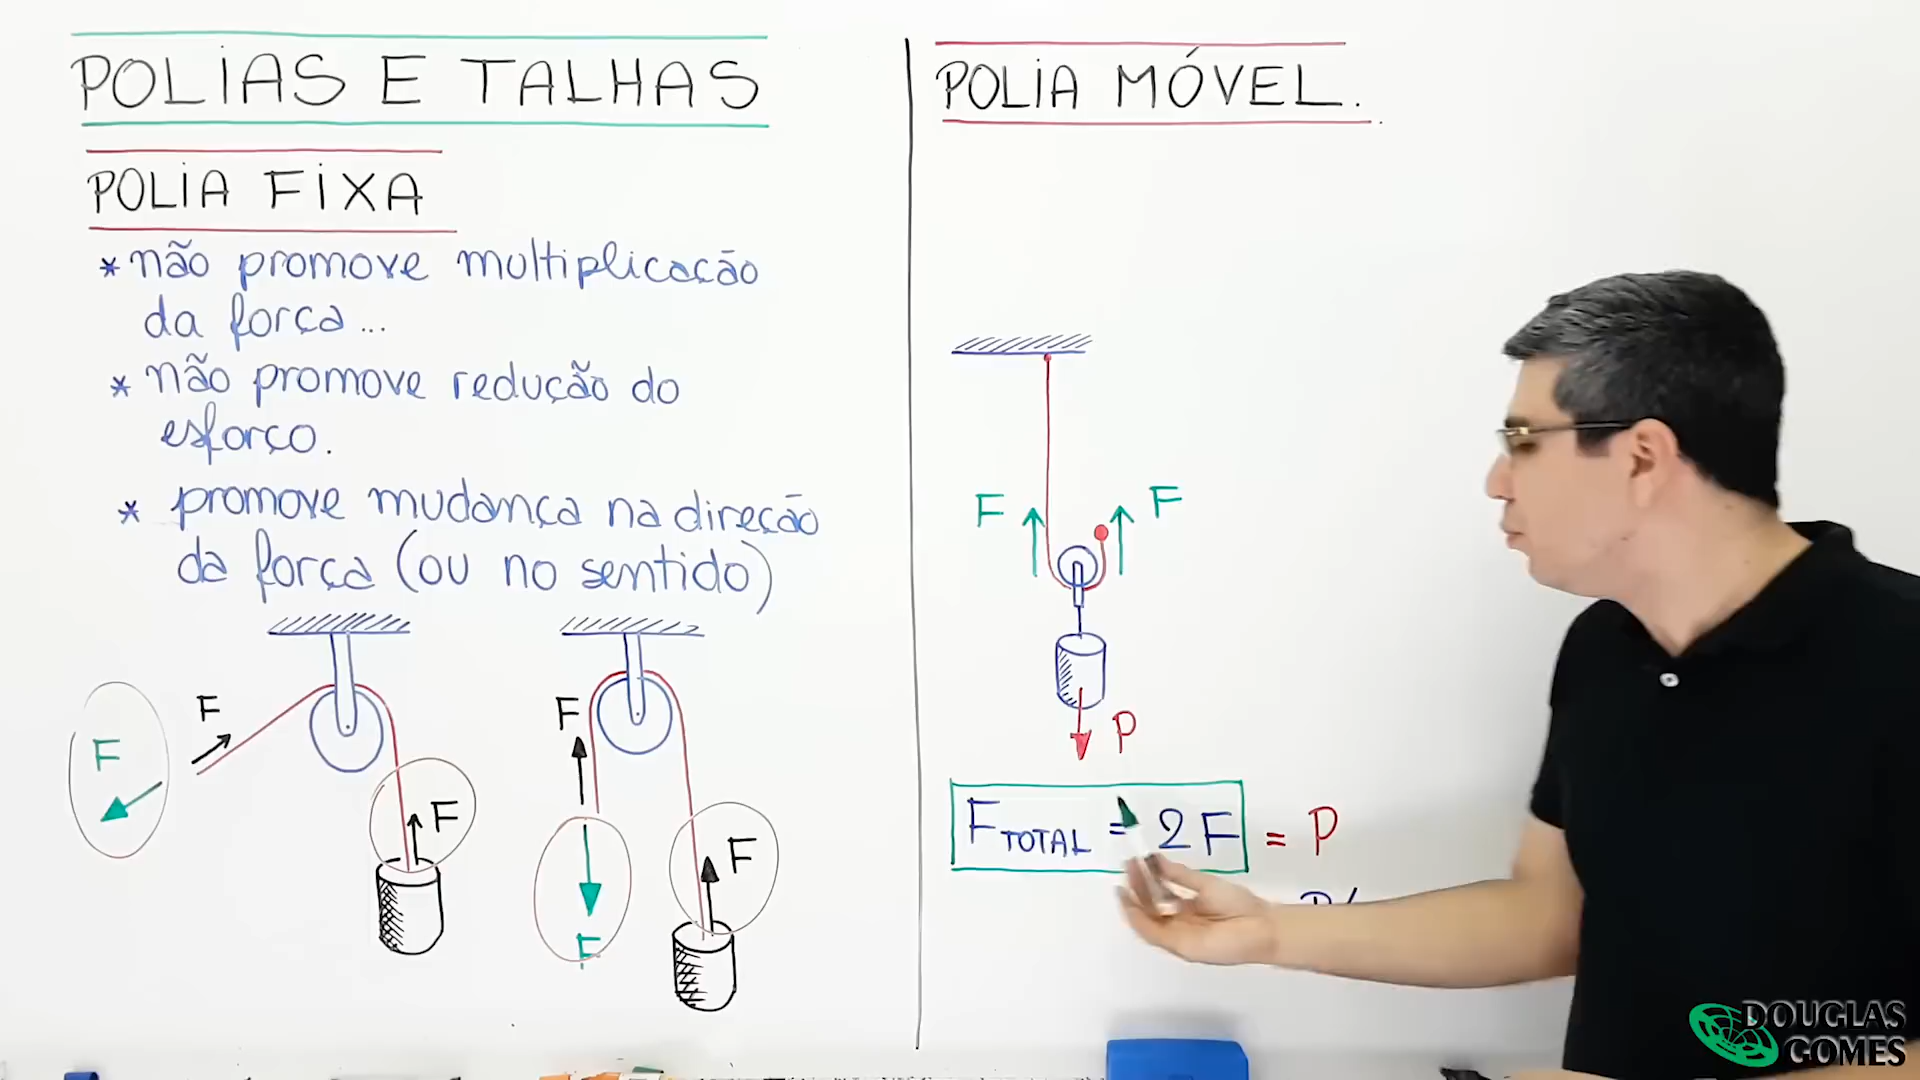 POLIAS E TALHAS
POLIA FIXA
* não promove multiplicação
da força...
* não promove redução do
esforço.
* promove mudança na direção
da força (ou no sentido)
F
F
F
F
F
F
POLIA MÓVEL.
F
F
P
FTOTAL = 2F = P
DOUGLAS
GOMES